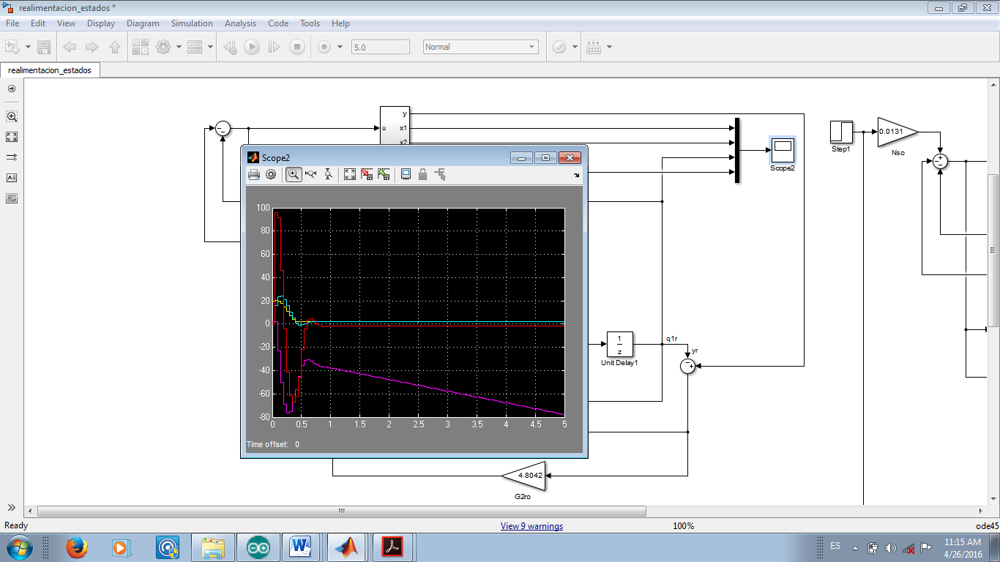 realimentacion_estados *
File Edit View Display Diagram Simulation Analysis Code Tools Help
5.0
Normal
realimentacion_estados
y
u x1
x2
Scope2
0.0131
Step1
Nso
Scope2
100
80
60
40
20
0
-20
-40
-60
-80
0 0.5 1 1.5 2 2.5 3 3.5 4 4.5 5
Time offset: 0
1
z
Unit Delay1
q1r
yr
4.8042
G2ro
Ready
View 9 warnings
100%
ode45
ES
11:15 AM
4/26/2016